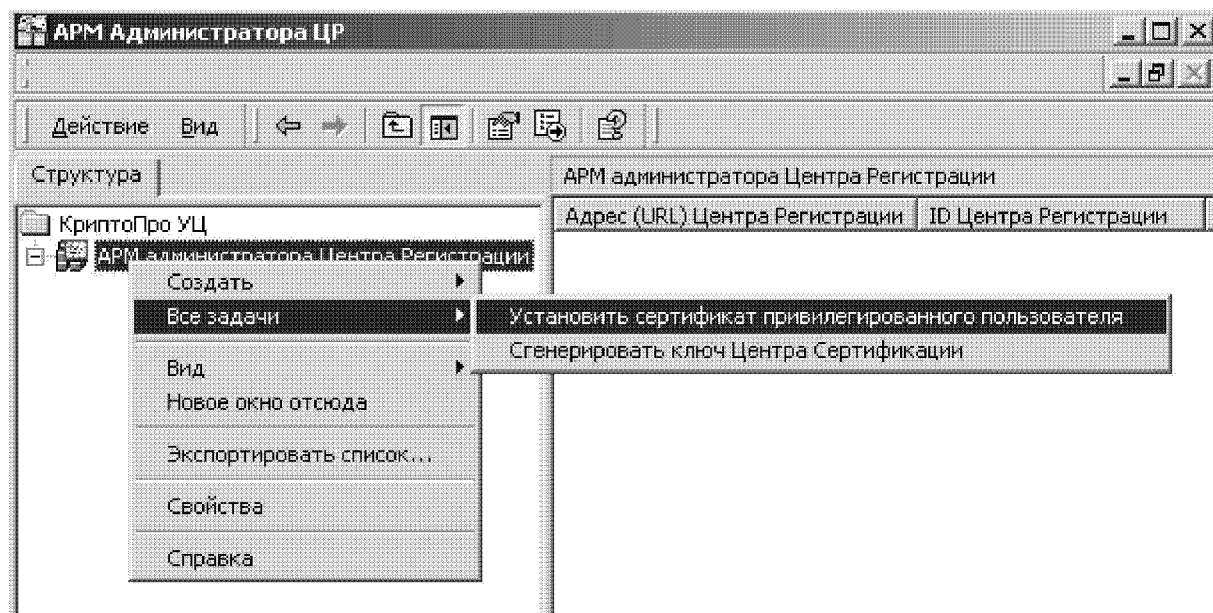 АРМ Администратора ЦР
Действие Вид
Структура
АРМ администратора Центра Регистрации
КриптоПро УЦ
Адрес (URL) Центра Регистрации ID Центра Регистрации
АРМ администратора Центра Регистрации
Создать
Все задачи
Установить сертификат привилегированного пользователя
Сгенерировать ключ Центра Сертификации
Вид
Новое окно отсюда
Экспортировать список...
Свойства
Справка